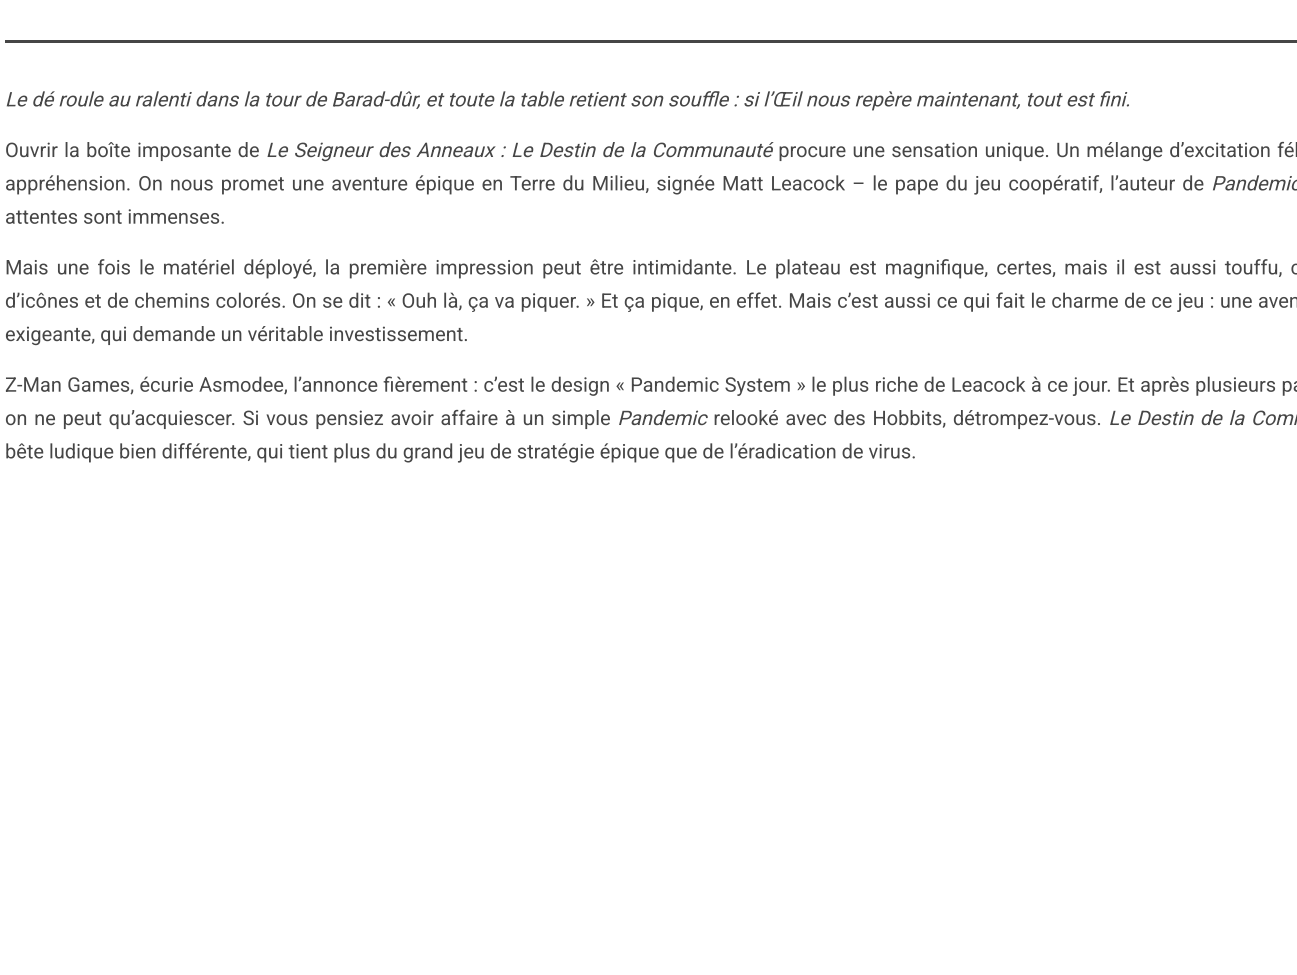 Le dé roule au ralenti dans la tour de Barad-dûr, et toute la table retient son souffle : si l’Œil nous repère maintenant, tout est fini.
Ouvrir la boîte imposante de Le Seigneur des Anneaux : Le Destin de la Communauté procure une sensation unique. Un mélange d’excitation
appréhension. On nous promet une aventure épique en Terre du Milieu, signée Matt Leacock – le pape du jeu coopératif, l’auteur de Pandemic
attentes sont immenses.
Mais une fois le matériel déployé, la première impression peut être intimidante. Le plateau est magnifique, certes, mais il est aussi touffu,
d’icônes et de chemins colorés. On se dit : « Ouh là, ça va piquer. » Et ça pique, en effet. Mais c’est aussi ce qui fait le charme de ce jeu : une
exigeante, qui demande un véritable investissement.
Z-Man Games, écurie Asmodee, l’annonce fièrement : c’est le design « Pandemic System » le plus riche de Leacock à ce jour. Et après plusieurs
on ne peut qu’acquiescer. Si vous pensiez avoir affaire à un simple Pandemic relooké avec des Hobbits, détrompez-vous. Le Destin de la
bête ludique bien différente, qui tient plus du grand jeu de stratégie épique que de l’éradication de virus.